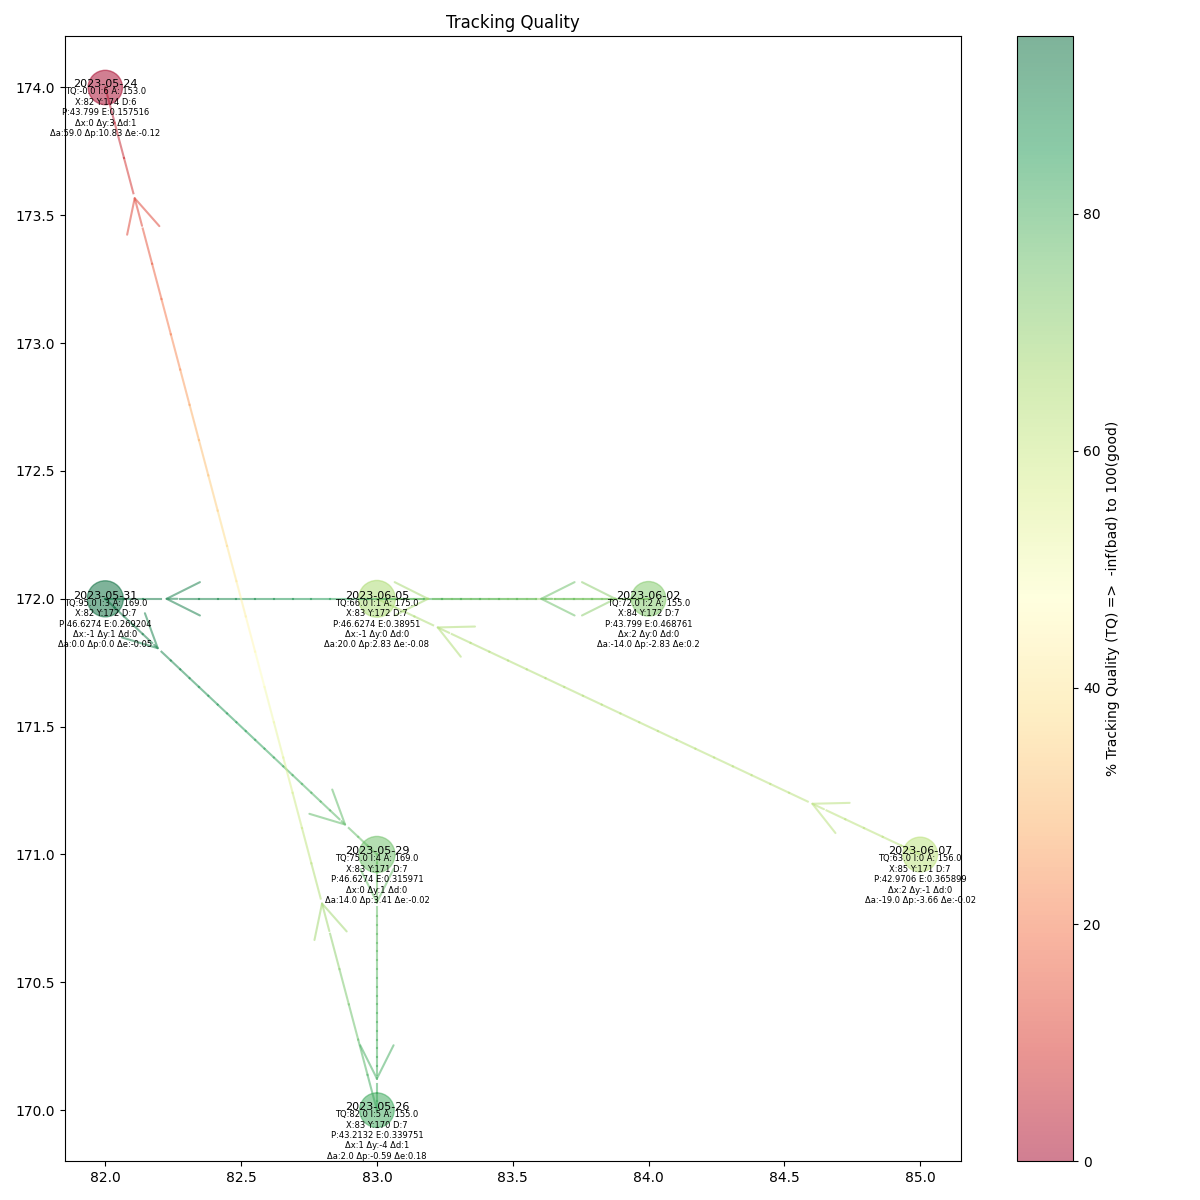 Tracking Quality
174.0
173.5
173.0
172.5
172.0
171.5
171.0
170.5
170.0
82.0
82.5
83.0
83.5
84.0
84.5
85.0
2023-05-24
TQ:-0.0 I:6 A: 153.0
X:82 Y:174 D:6
P:43.799 E:0.157516
Δx:0 Δy:3 Δd:1
Δa:59.0 Δp:10.83 Δe:-0.12
2023-05-31
TQ:95.0 I:3 A: 169.0
X:82 Y:172 D:7
P:46.6274 E:0.269204
Δx:-1 Δy:1 Δd:0
Δa:0.0 Δp:0.0 Δe:-0.05
2023-06-05
TQ:66.0 I:1 A: 175.0
X:83 Y:172 D:7
P:46.6274 E:0.38951
Δx:-1 Δy:0 Δd:0
Δa:20.0 Δp:2.83 Δe:-0.08
2023-06-02
TQ:72.0 I:2 A: 155.0
X:84 Y:172 D:7
P:43.799 E:0.468761
Δx:2 Δy:0 Δd:0
Δa:-14.0 Δp:-2.83 Δe:0.2
2023-05-29
TQ:75.0 I:4 A: 169.0
X:83 Y:171 D:7
P:46.6274 E:0.315971
Δx:0 Δy:1 Δd:0
Δa:14.0 Δp:3.41 Δe:-0.02
2023-06-07
TQ:63.0 I:0 A: 156.0
X:85 Y:171 D:7
P:42.9706 E:0.365899
Δx:2 Δy:-1 Δd:0
Δa:-19.0 Δp:-3.66 Δe:-0.02
2023-05-26
TQ:82.0 I:5 A: 155.0
X:83 Y:170 D:7
P:43.2132 E:0.339751
Δx:1 Δy:-4 Δd:1
Δa:2.0 Δp:-0.59 Δe:0.18
80
60
40
20
0
% Tracking Quality (TQ) => -inf(bad) to 100(good)